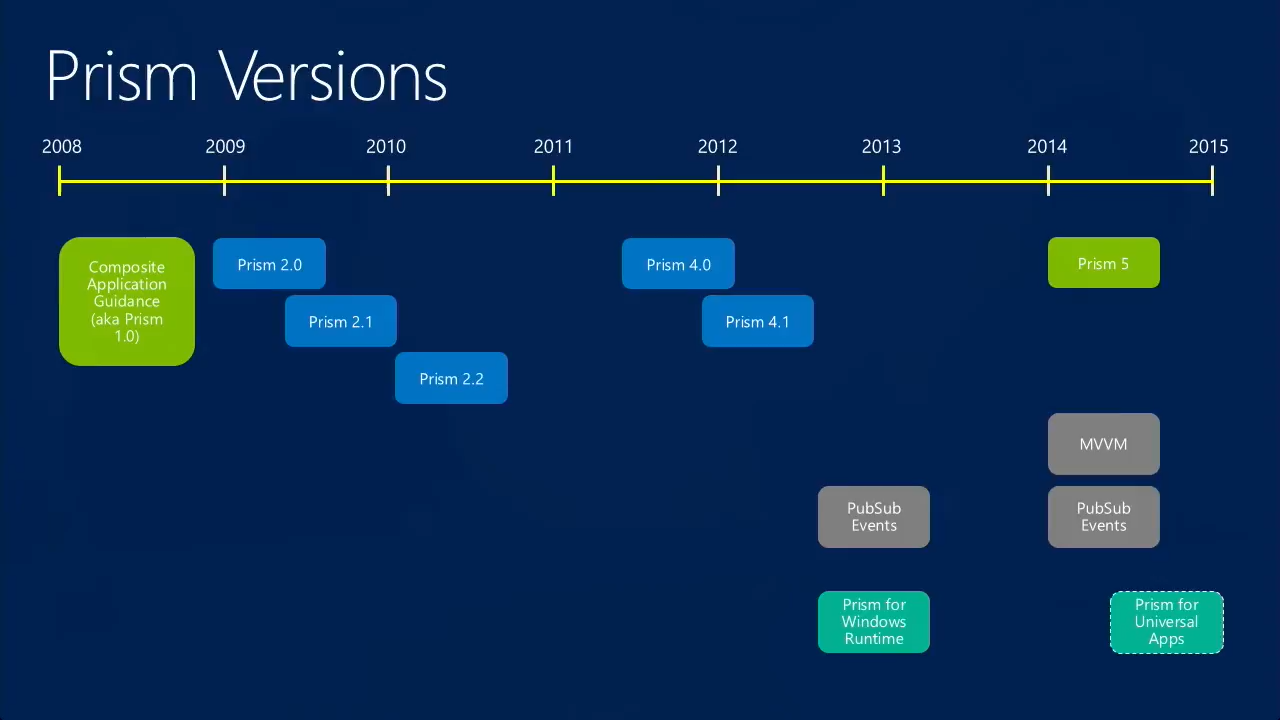 Prism Versions
2008 2009 2010 2011 2012 2013 2014 2015
Composite
Application
Guidance
(aka Prism
1.0)
Prism 2.0
Prism 2.1
Prism 2.2
Prism 4.0
Prism 4.1
Prism 5
MVVM
PubSub
Events
PubSub
Events
Prism for
Windows
Runtime
Prism for
Universal
Apps